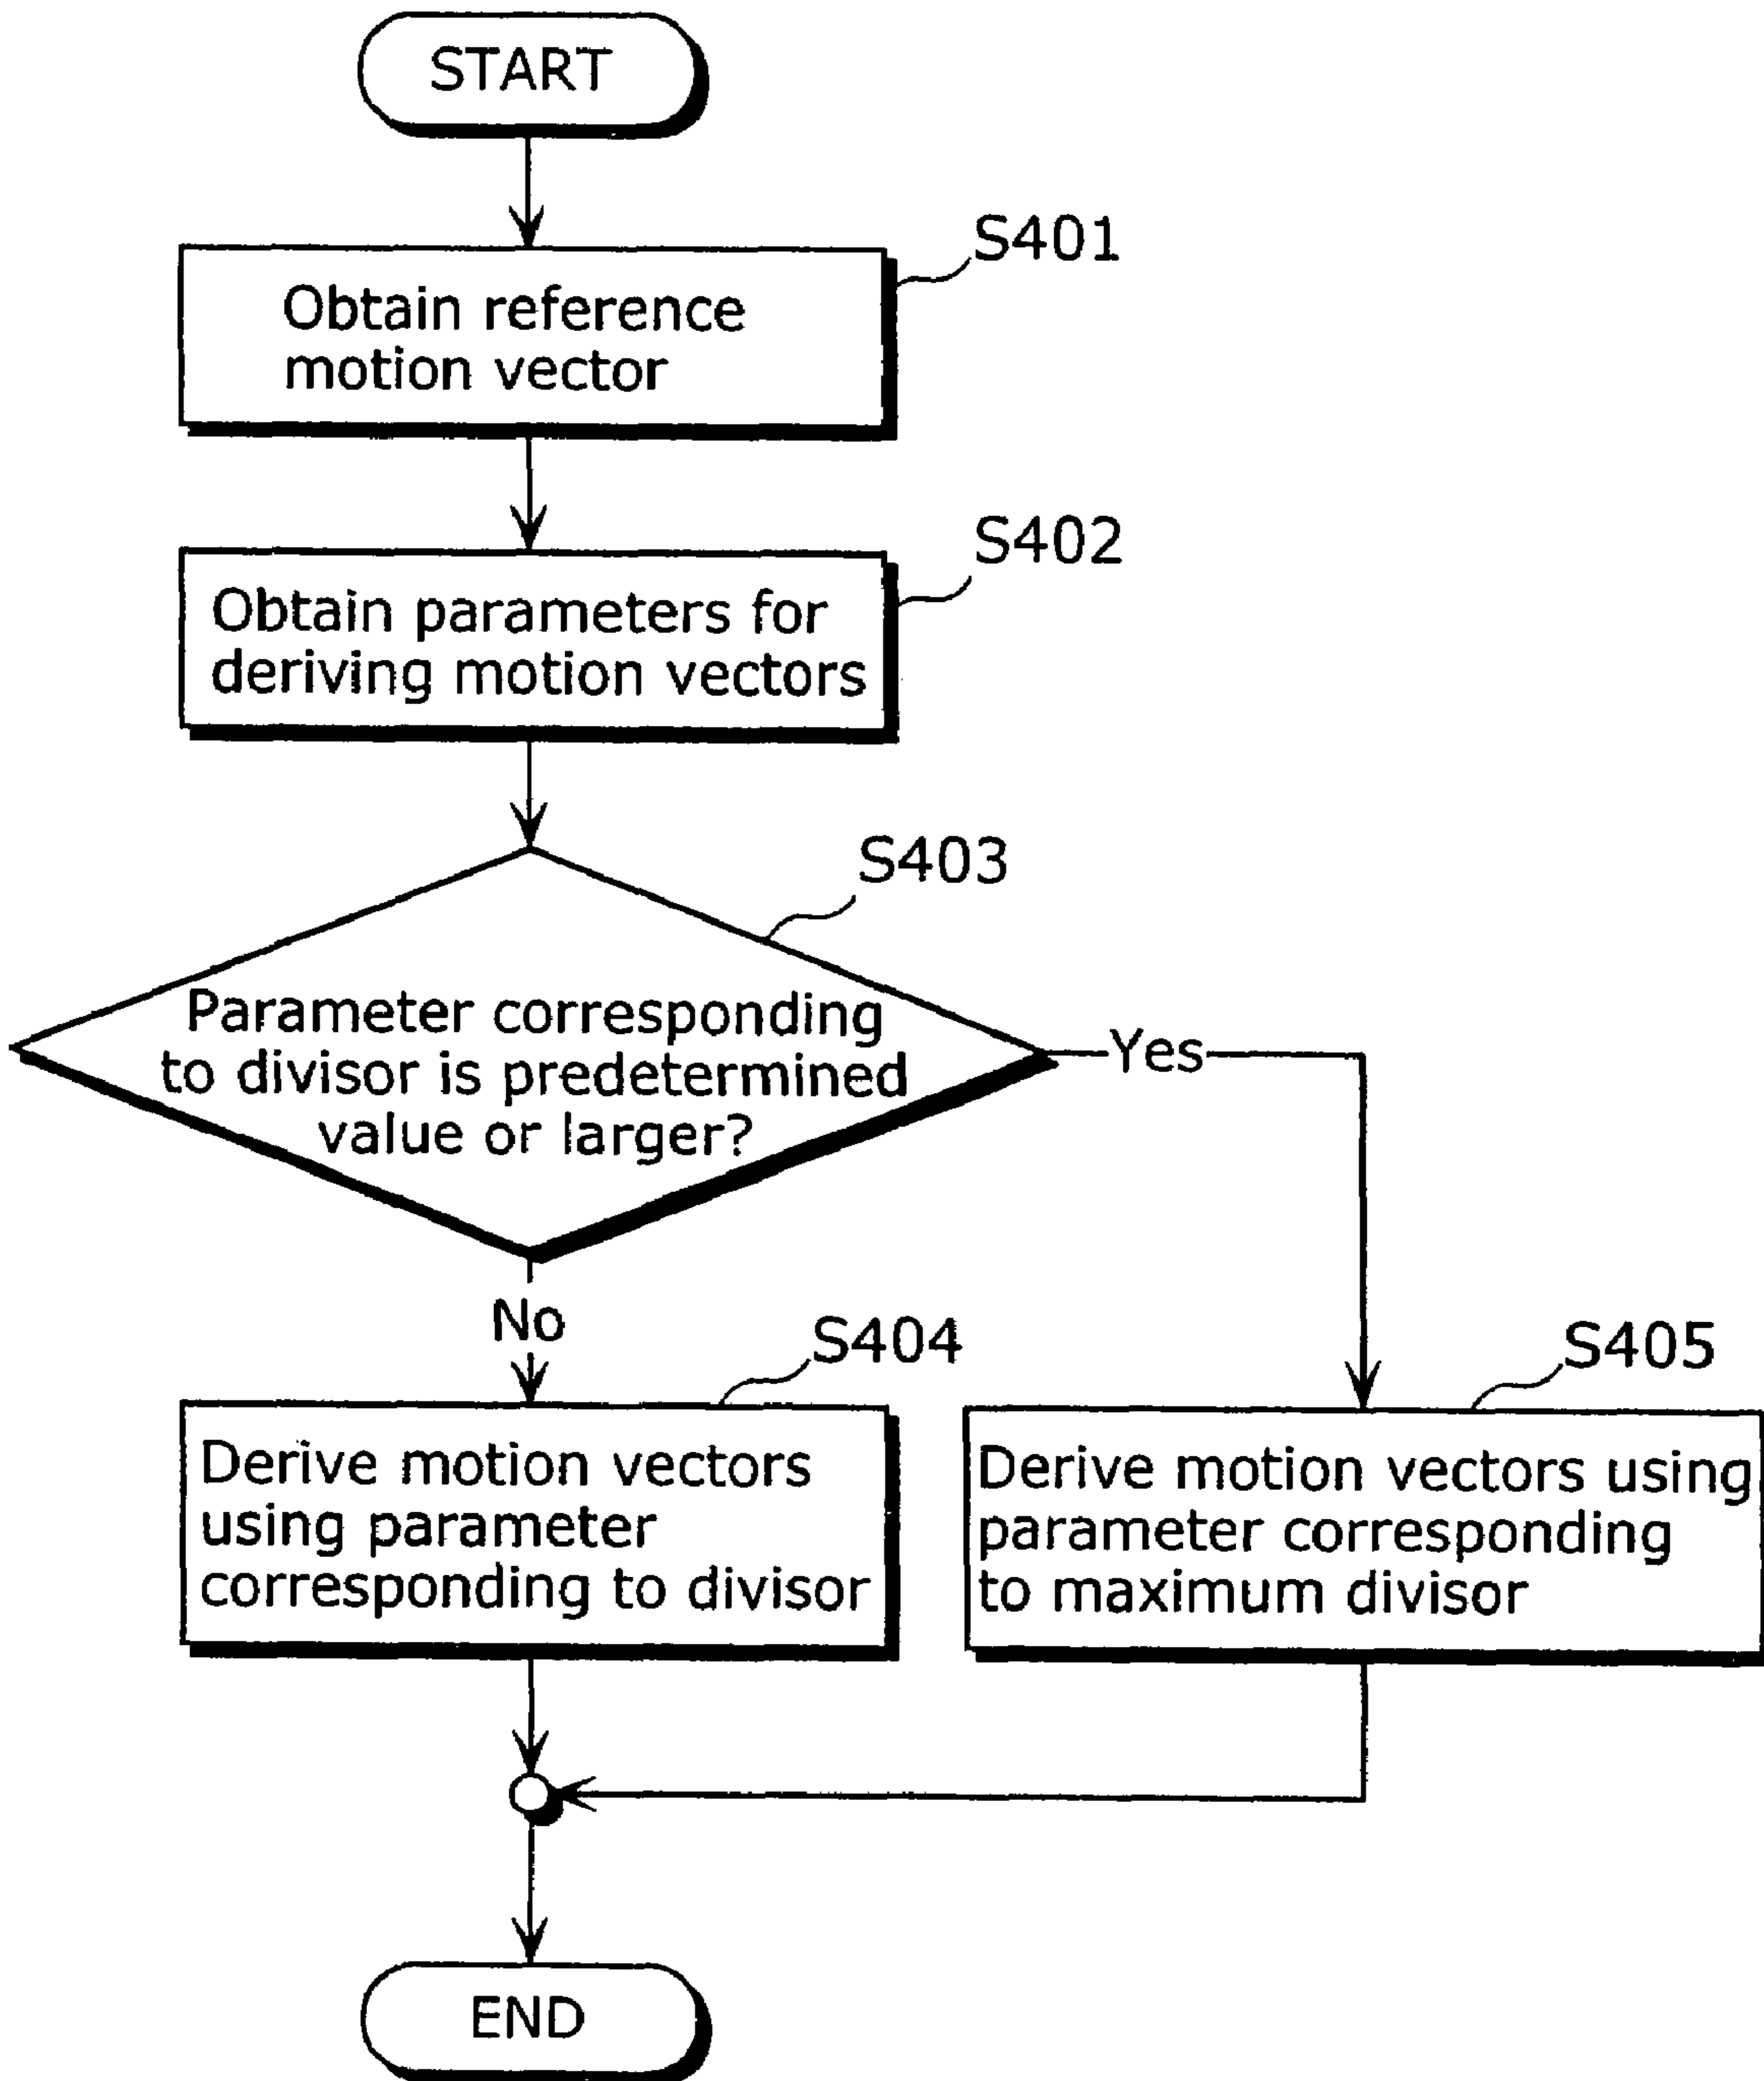 START
S401
Obtain reference
motion vector
S402
Obtain parameters for
deriving motion vectors
S403
Parameter corresponding
to divisor is predetermined
value or larger?
Yes
No
S404
Derive motion vectors
using parameter
corresponding to divisor
S405
Derive motion vectors using
parameter corresponding
to maximum divisor
END